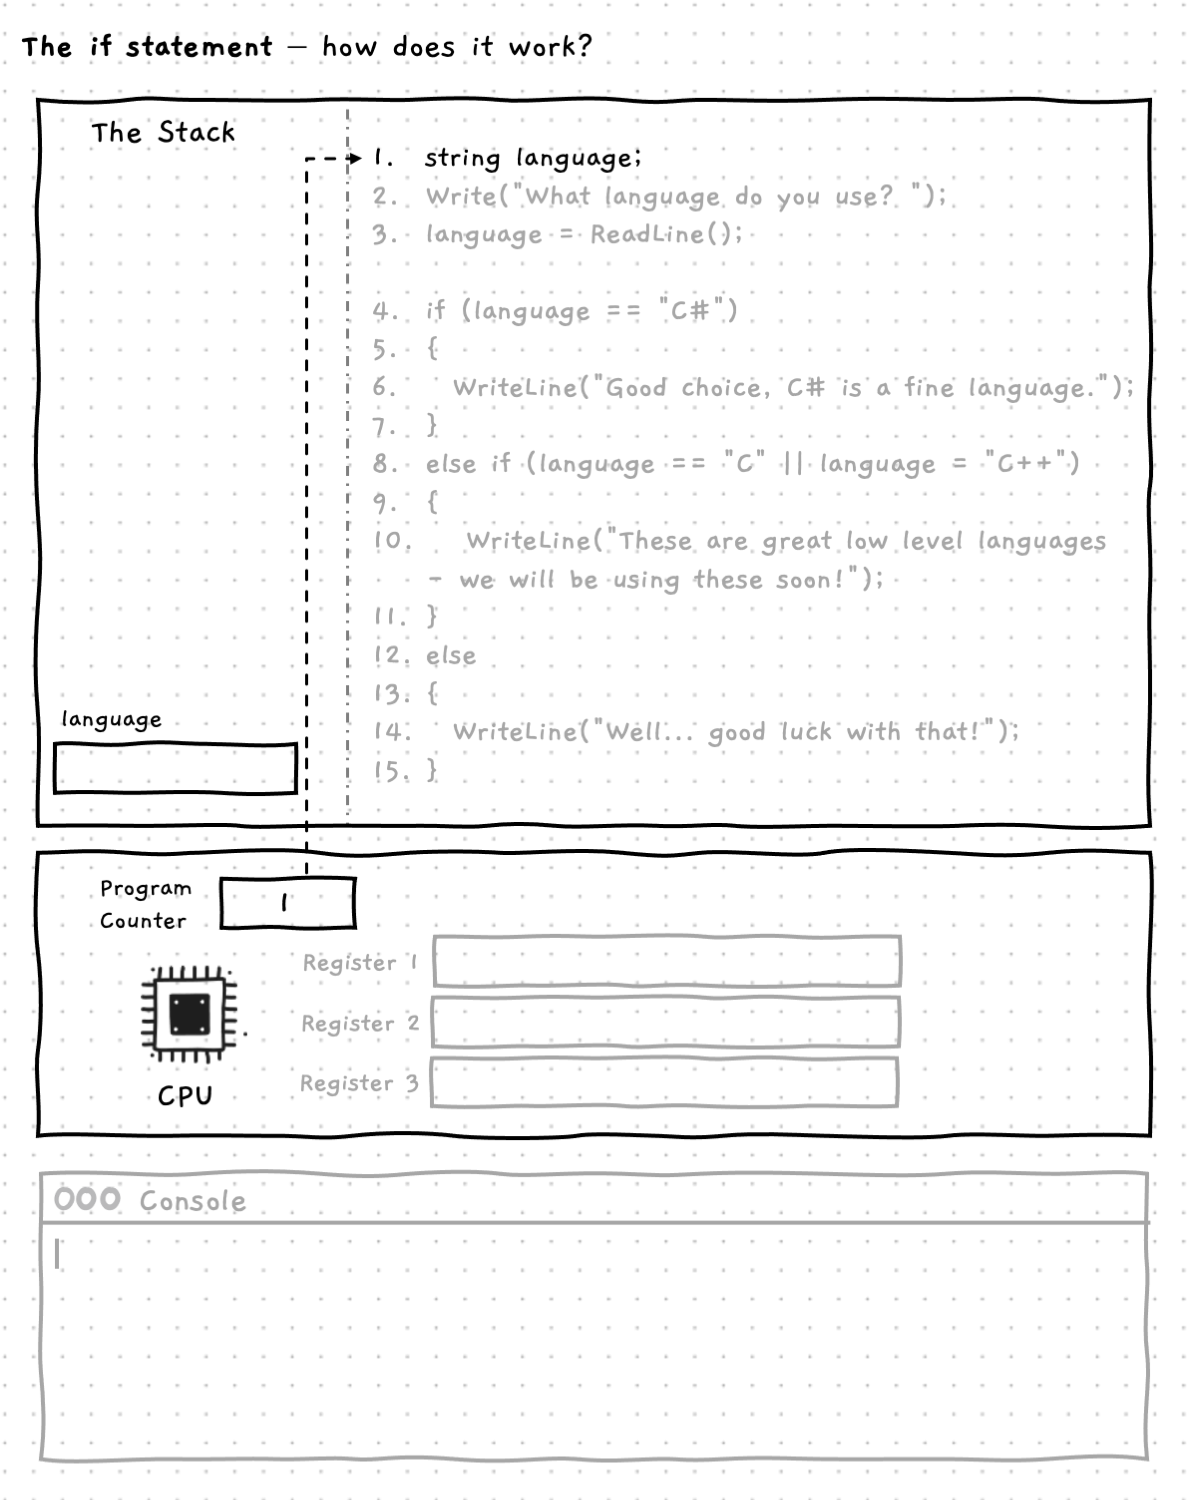 The if statement — how does it work?
The Stack
1. string language;
2. Write("What language do you use? ");
3. language = ReadLine();
4. if (language == "C#")
5. {
6. WriteLine("Good choice, C# is a fine language.");
7. }
8. else if (language == "C" || language = "C++")
9. {
10. WriteLine("These are great low level languages
- we will be using these soon!");
11. }
12. else
13. {
14. WriteLine("Well... good luck with that!");
15. }
language
Program
Counter
1
Register 1
Register 2
Register 3
CPU
Console